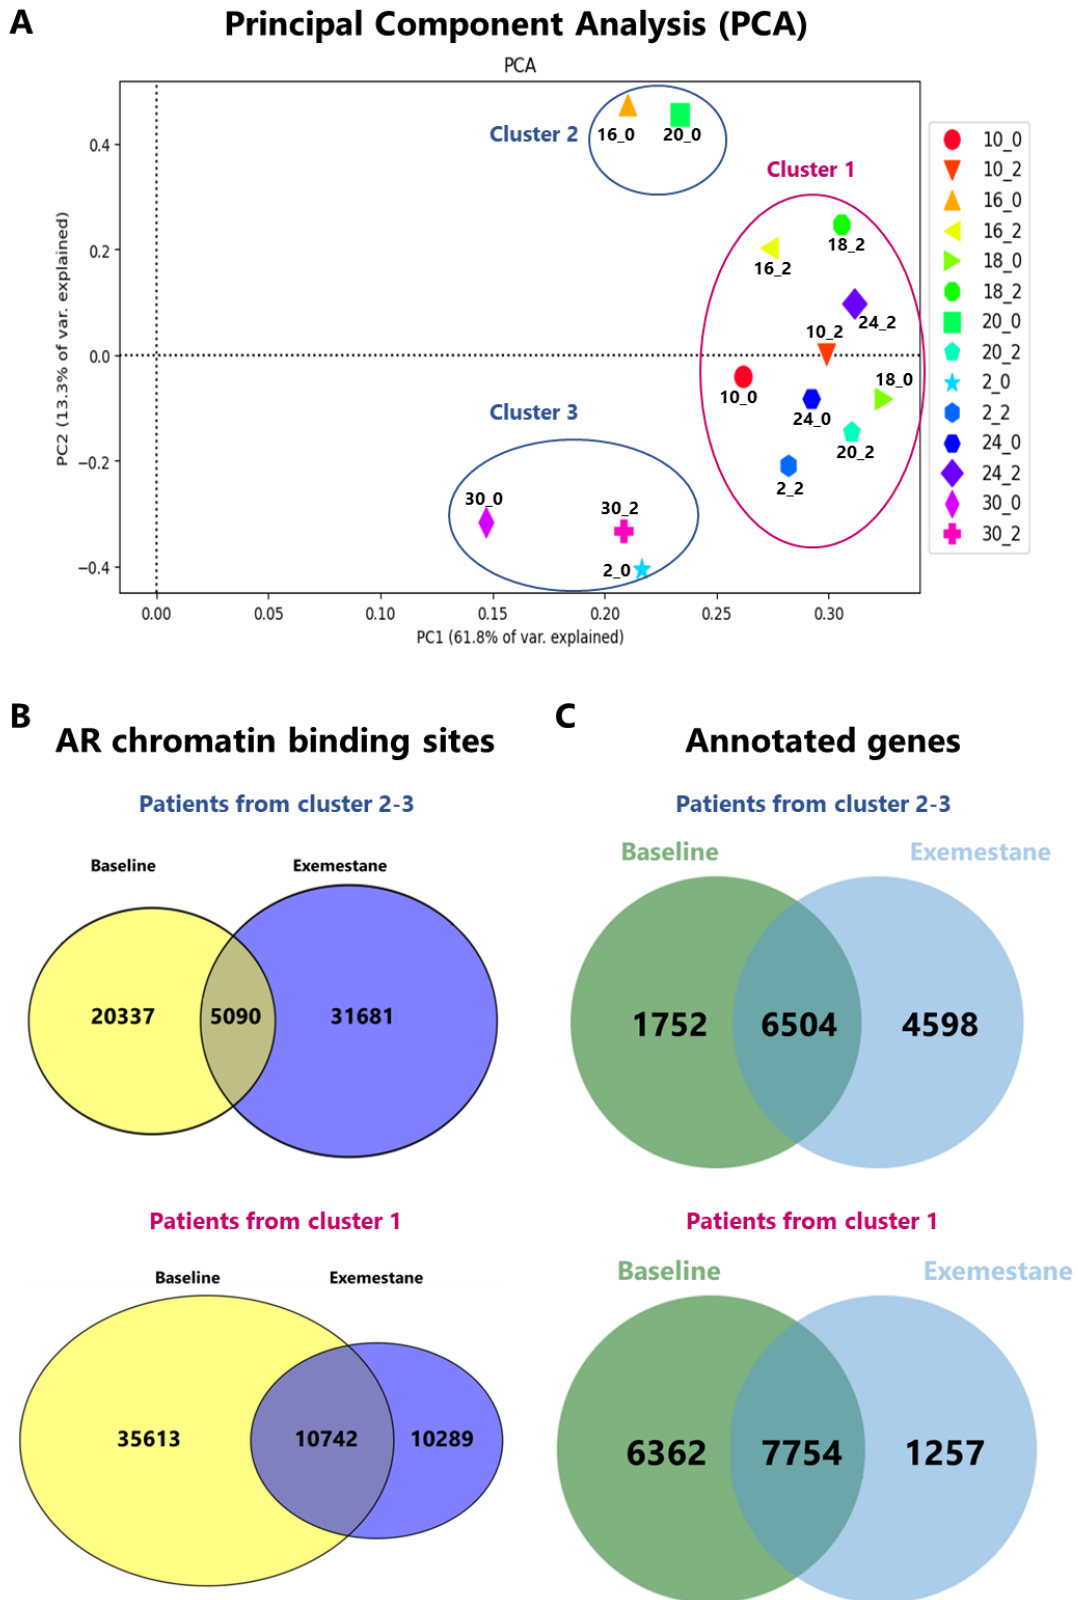 A
Principal Component Analysis (PCA)
PCA
Cluster 2
16_0
20_0
Cluster 1
18_2
16_2
24_2
10_2
10_0
18_0
24_0
20_2
2_2
Cluster 3
30_0
30_2
2_0
0.4
0.2
0.0
−0.2
−0.4
PC2 (13.3% of var. explained)
0.00 0.05 0.10 0.15 0.20 0.25 0.30
PC1 (61.8% of var. explained)
10_0
10_2
16_0
16_2
18_0
18_2
20_0
20_2
2_0
2_2
24_0
24_2
30_0
30_2
B
AR chromatin binding sites
Patients from cluster 2-3
Baseline Exemestane
20337 5090 31681
Patients from cluster 1
Baseline Exemestane
35613 10742 10289
C
Annotated genes
Patients from cluster 2-3
Baseline Exemestane
1752 6504 4598
Patients from cluster 1
Baseline Exemestane
6362 7754 1257